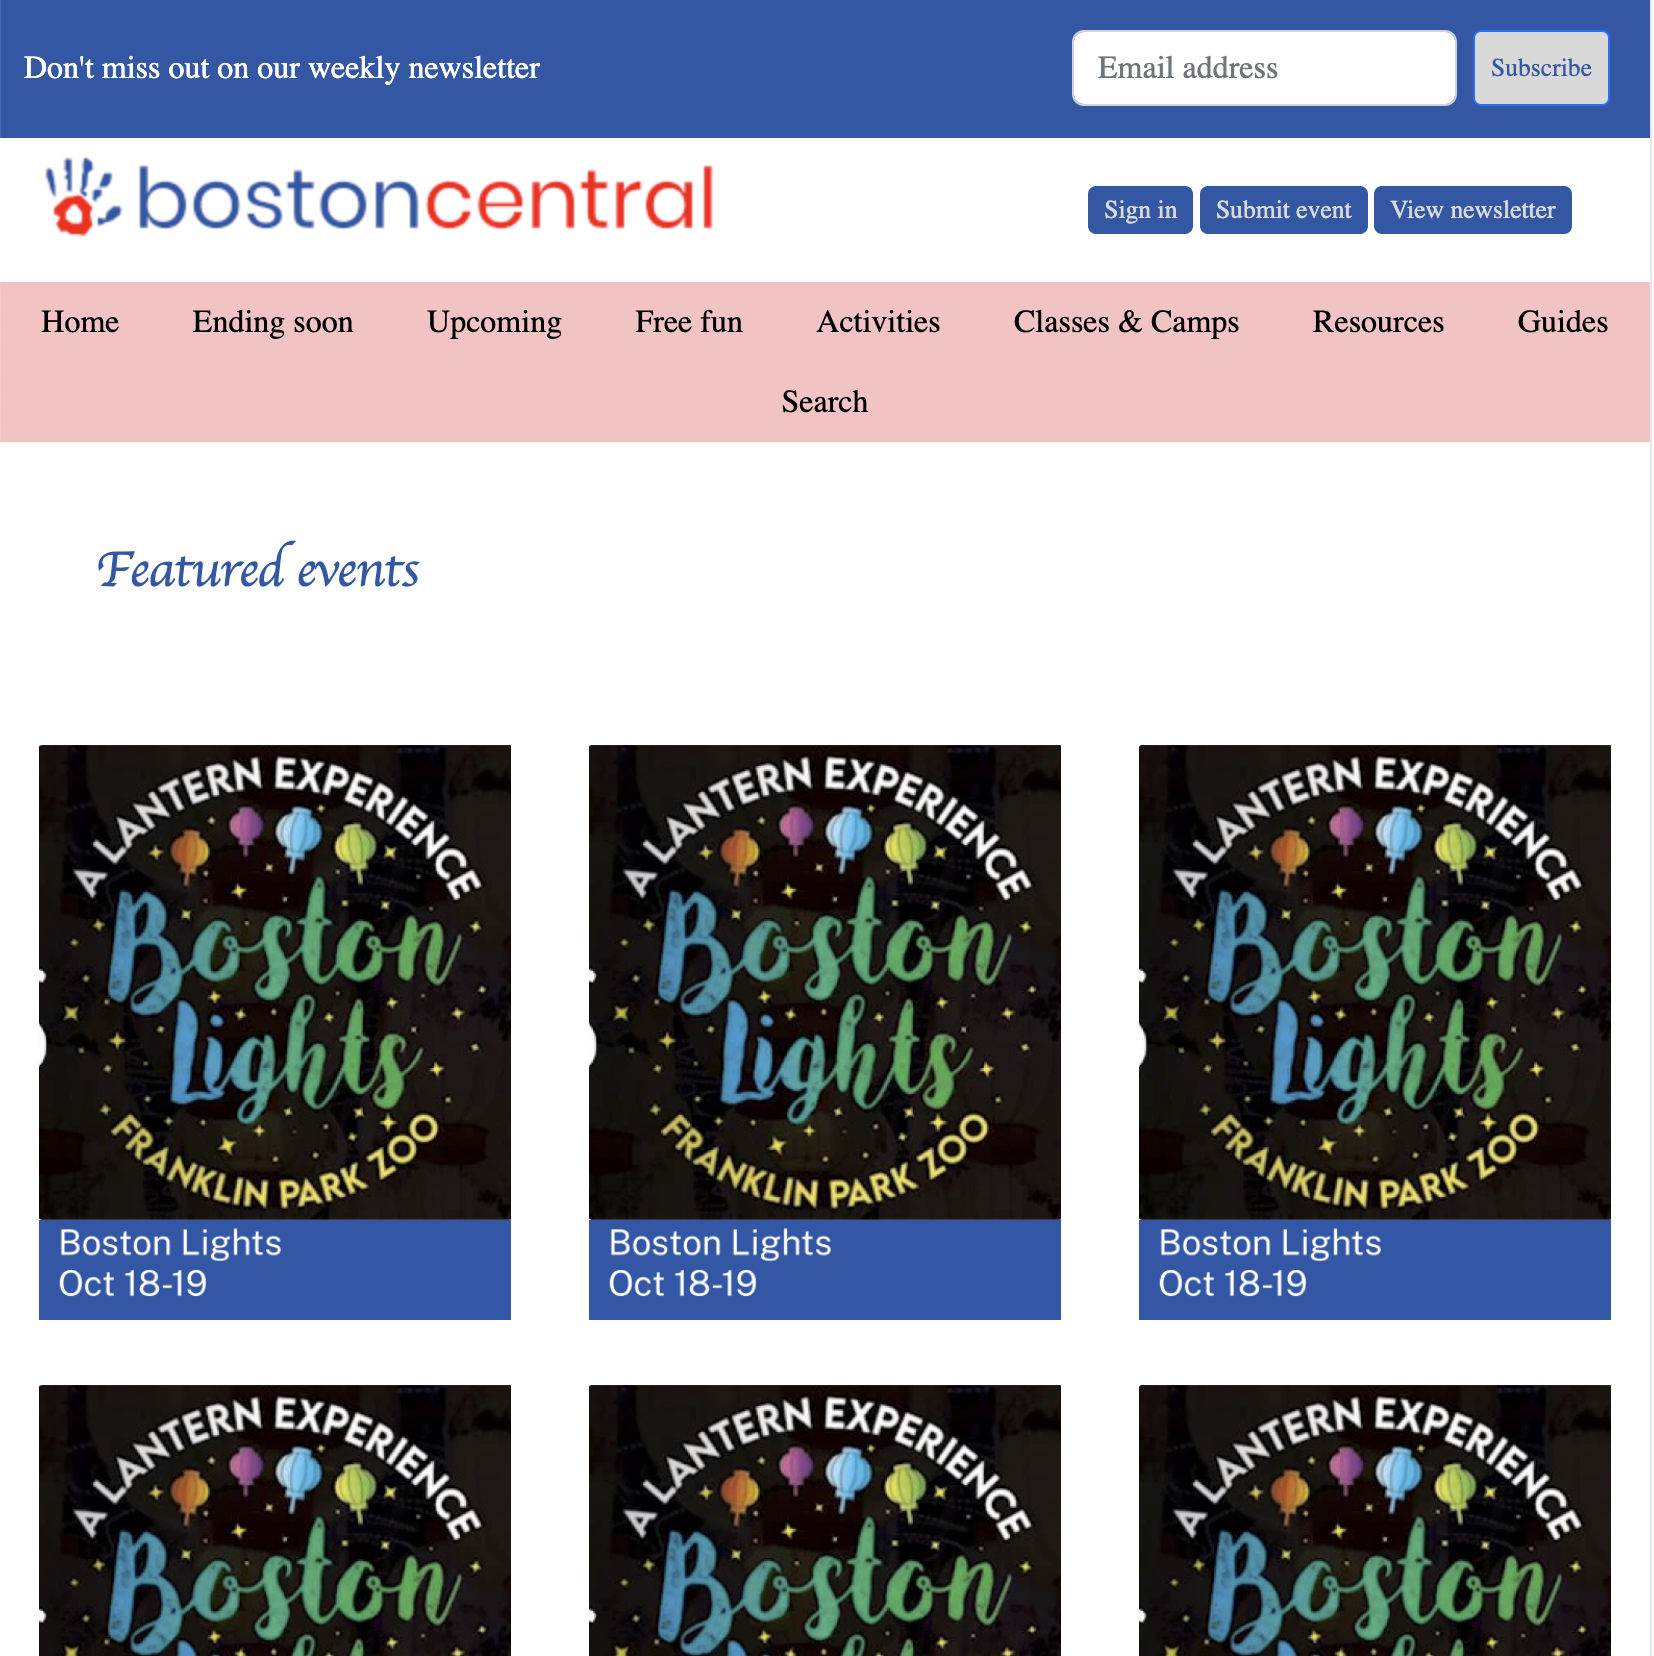 Don't miss out on our weekly newsletter
Email address
Subscribe
bostoncentral
Sign in
Submit event
View newsletter
Home
Ending soon
Upcoming
Free fun
Activities
Classes & Camps
Resources
Guides
Search
Featured events
A LANTERN EXPERIENCE
Boston
Lights
FRANKLIN PARK ZOO
Boston Lights
Oct 18-19
A LANTERN EXPERIENCE
Boston
Lights
FRANKLIN PARK ZOO
Boston Lights
Oct 18-19
A LANTERN EXPERIENCE
Boston
Lights
FRANKLIN PARK ZOO
Boston Lights
Oct 18-19
A LANTERN EXPERIENCE
Boston
A LANTERN EXPERIENCE
Boston
A LANTERN EXPERIENCE
Boston